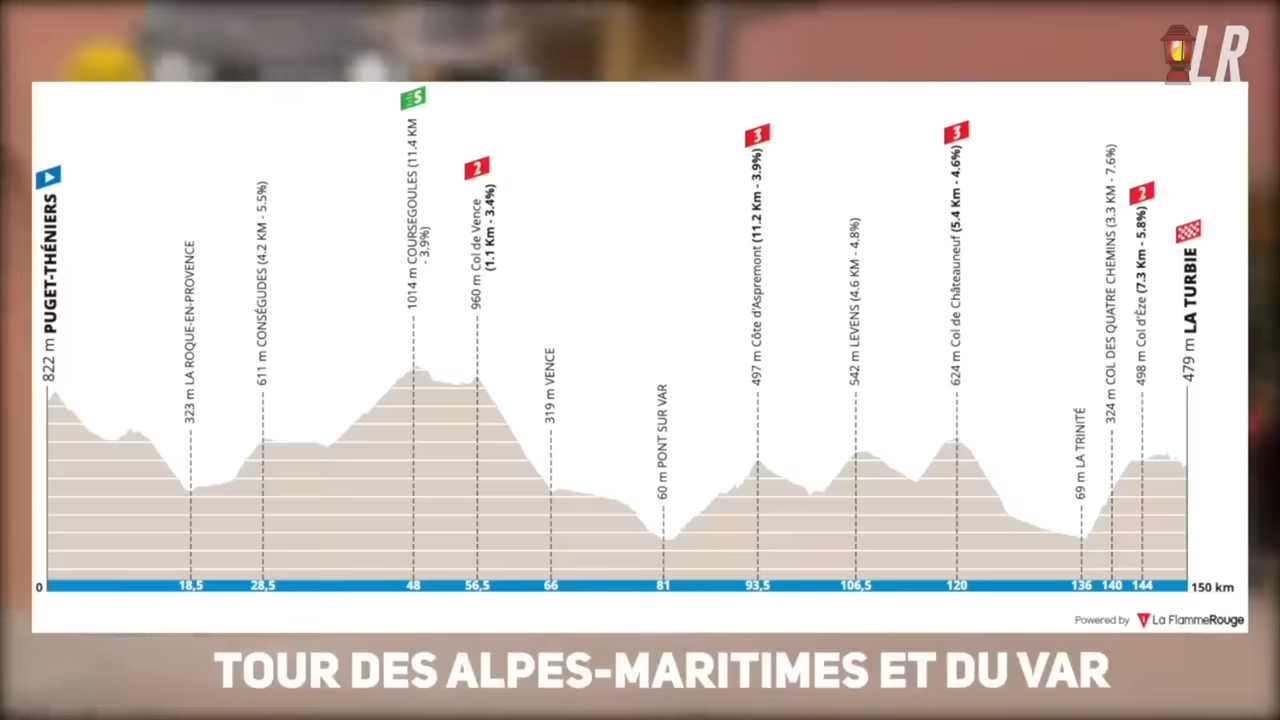 LR
S
2
3
3
2
822 m PUGET-THÉNIERS
323 m LA ROQUE-EN-PROVENCE
611 m CONSÉGUDES (4.2 KM - 5.5%)
1014 m COURSEGOULES (11.4 KM
- 3.9%)
960 m Col de Vence
(1.1 Km - 3.4%)
319 m VENCE
60 m PONT SUR VAR
497 m Côte d'Aspremont (11.2 Km - 3.9%)
542 m LEVENS (4.6 KM - 4.8%)
624 m Col de Châteauneuf (5.4 Km - 4.6%)
69 m LA TRINITÉ
324 m COL DES QUATRE CHEMINS (3.3 KM - 7.6%)
498 m Col d'Èze (7.3 Km - 5.8%)
479 m LA TURBIE
0 18,5 28,5 48 56,5 66 81 93,5 106,5 120 136 140 144 150 km
Powered by La FlammeRouge
TOUR DES ALPES-MARITIMES ET DU VAR